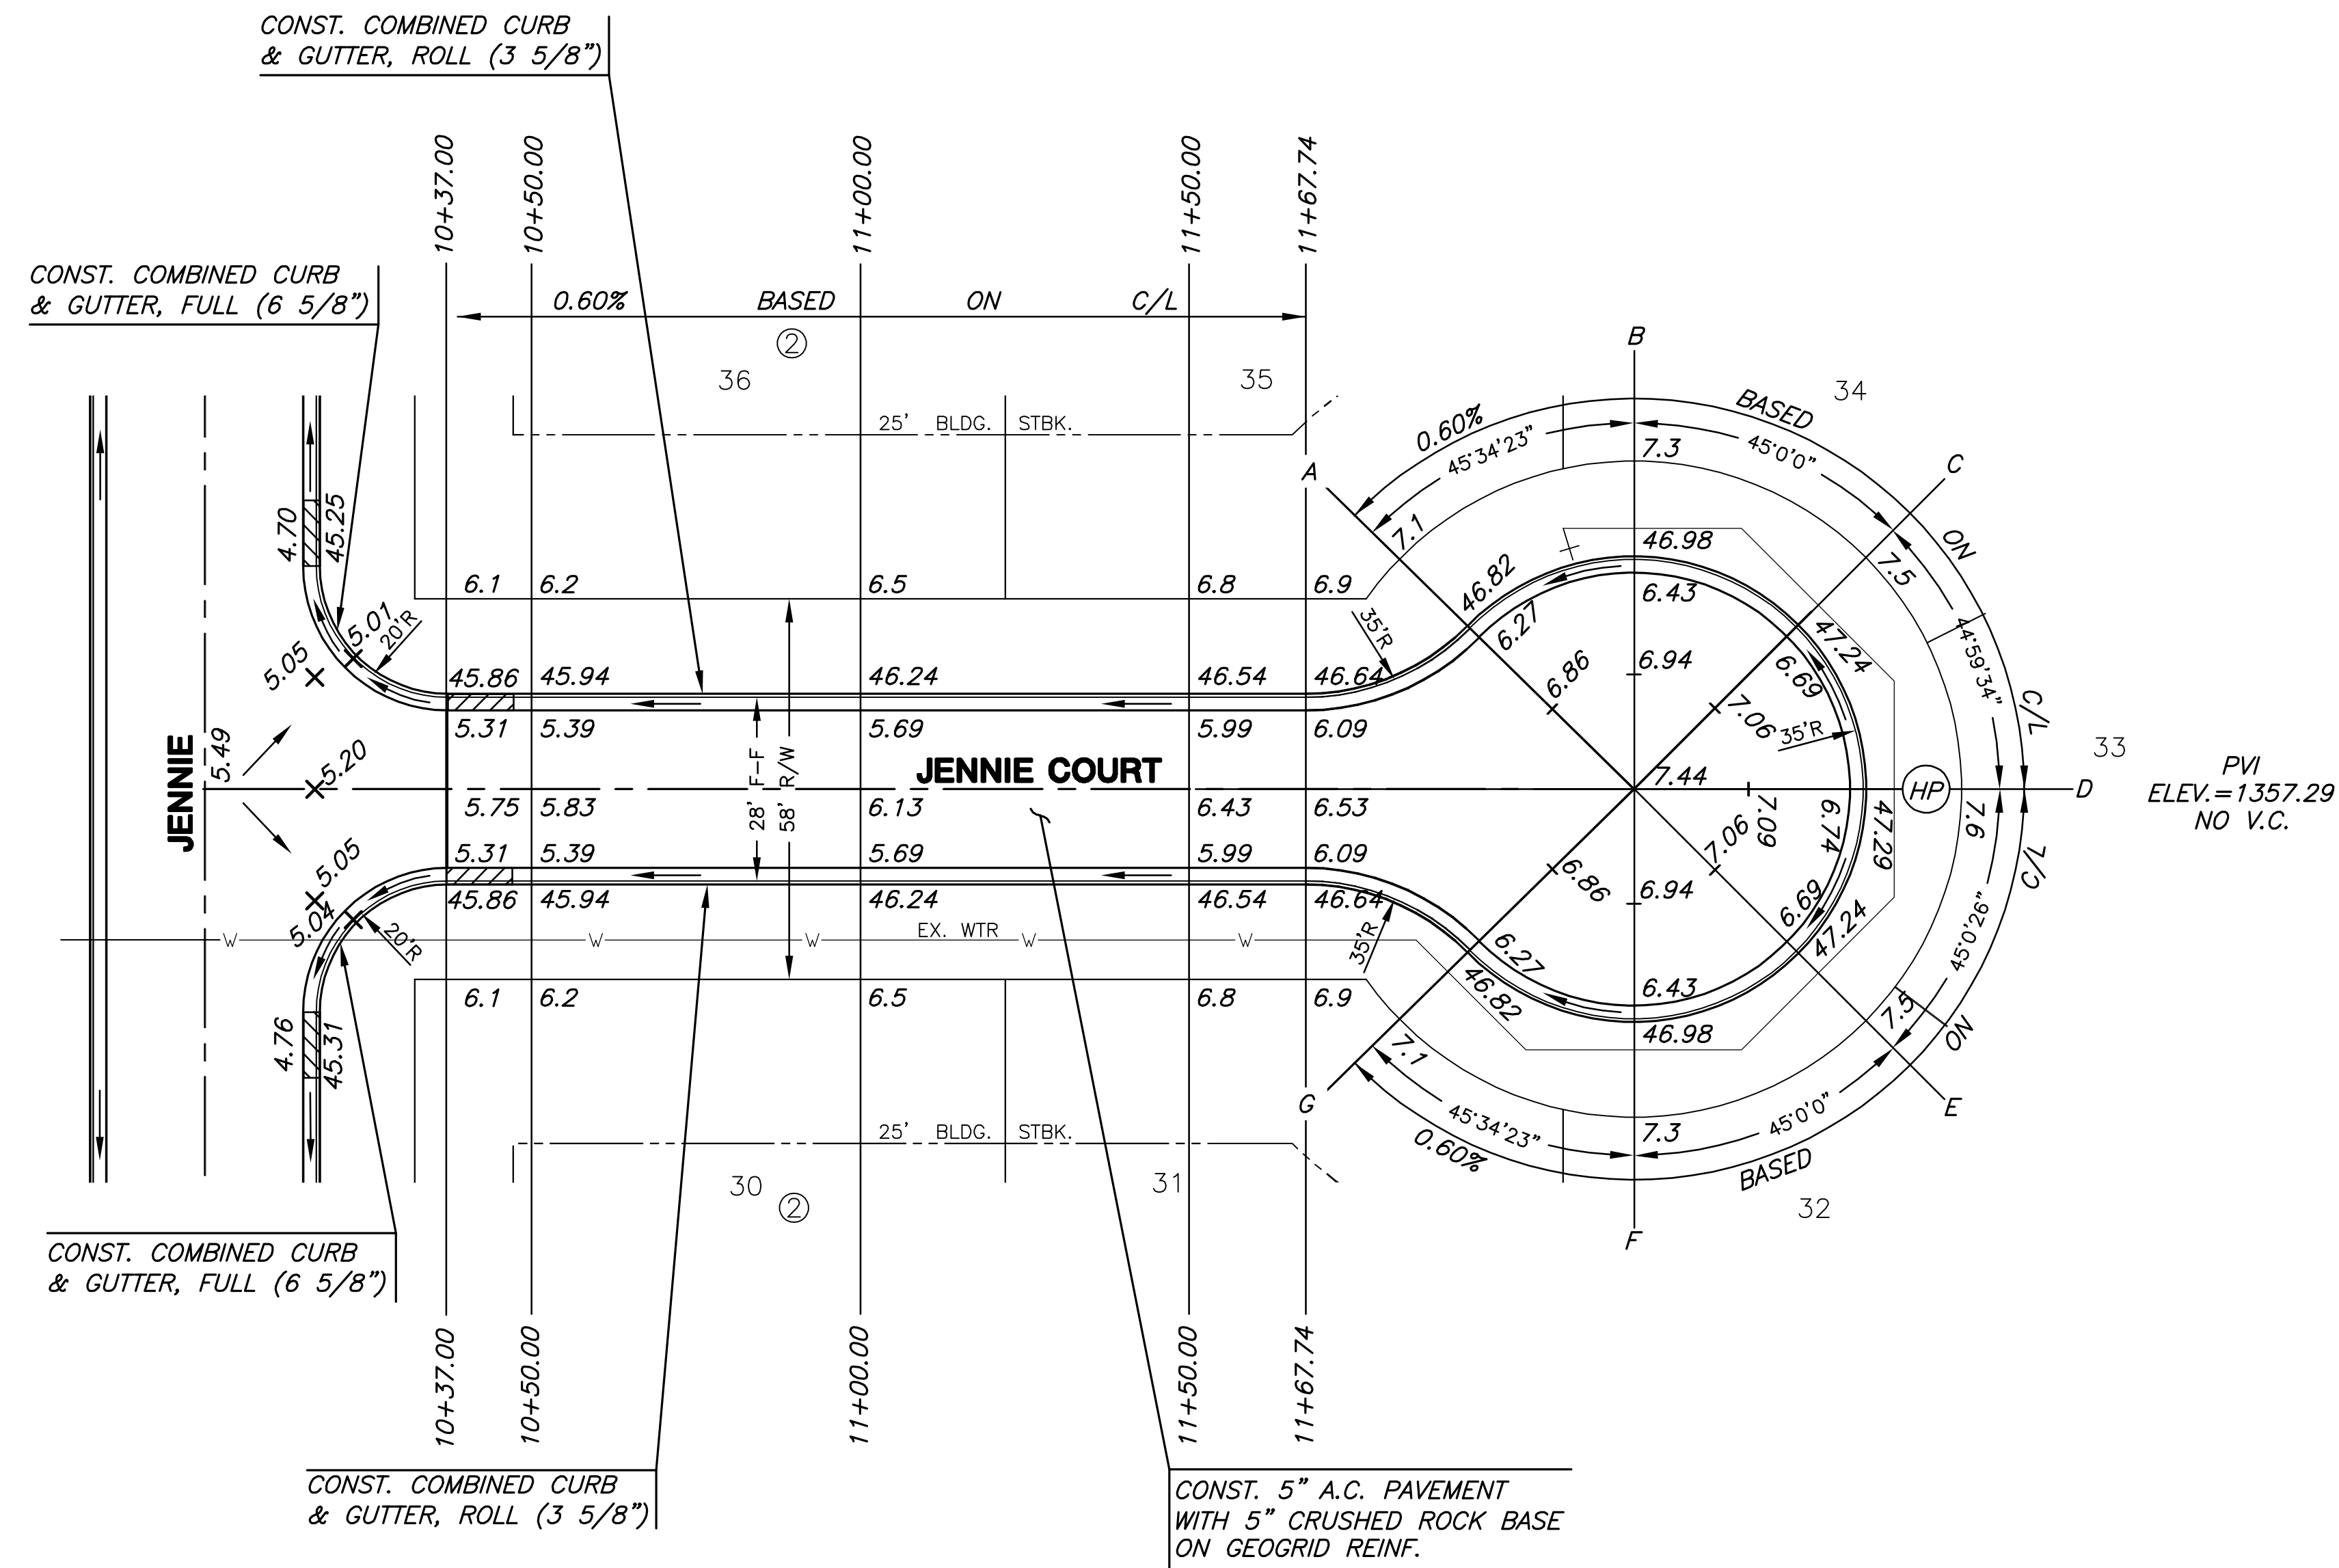 CONST. COMBINED CURB
& GUTTER, ROLL (3 5/8")
10+37.00
10+50.00
11+00.00
11+50.00
11+67.74
CONST. COMBINED CURB
& GUTTER, FULL (6 5/8")
0.60% BASED ON C/L
2
36
35
25' BLDG. STBK.
A
B
C
D
E
F
G
34
33
32
0.60%
BASED
ON
C/L
45°34'23"
45°0'0"
44°59'34"
7.1
7.3
7.5
7.6
4.70
45.25
5.01
20'R
5.05
6.1
6.2
6.5
6.8
6.9
35'R
46.82
6.27
46.98
6.43
47.24
6.69
6.86
6.94
7.06
35'R
45.86
45.94
46.24
46.54
46.64
5.31
5.39
5.69
5.99
6.09
JENNIE
5.49
5.20
28' F-F
58' R/W
JENNIE COURT
7.44
7.09
6.74
47.29
HP
PVI
ELEV.=1357.29
NO V.C.
5.75
5.83
6.13
6.43
6.53
5.31
5.39
5.69
5.99
6.09
45.86
45.94
46.24
46.54
46.64
5.05
5.04
20'R
W
W
W
EX. WTR
W
W
35'R
6.86
6.94
7.06
6.27
46.82
6.43
46.98
6.69
47.24
4.76
45.31
6.1
6.2
6.5
6.8
6.9
7.1
7.3
7.5
45°34'23"
45°0'0"
45°0'26"
0.60%
BASED
ON
C/L
25' BLDG. STBK.
30
2
31
CONST. COMBINED CURB
& GUTTER, FULL (6 5/8")
10+37.00
10+50.00
11+00.00
11+50.00
11+67.74
CONST. COMBINED CURB
& GUTTER, ROLL (3 5/8")
CONST. 5" A.C. PAVEMENT
WITH 5" CRUSHED ROCK BASE
ON GEOGRID REINF.